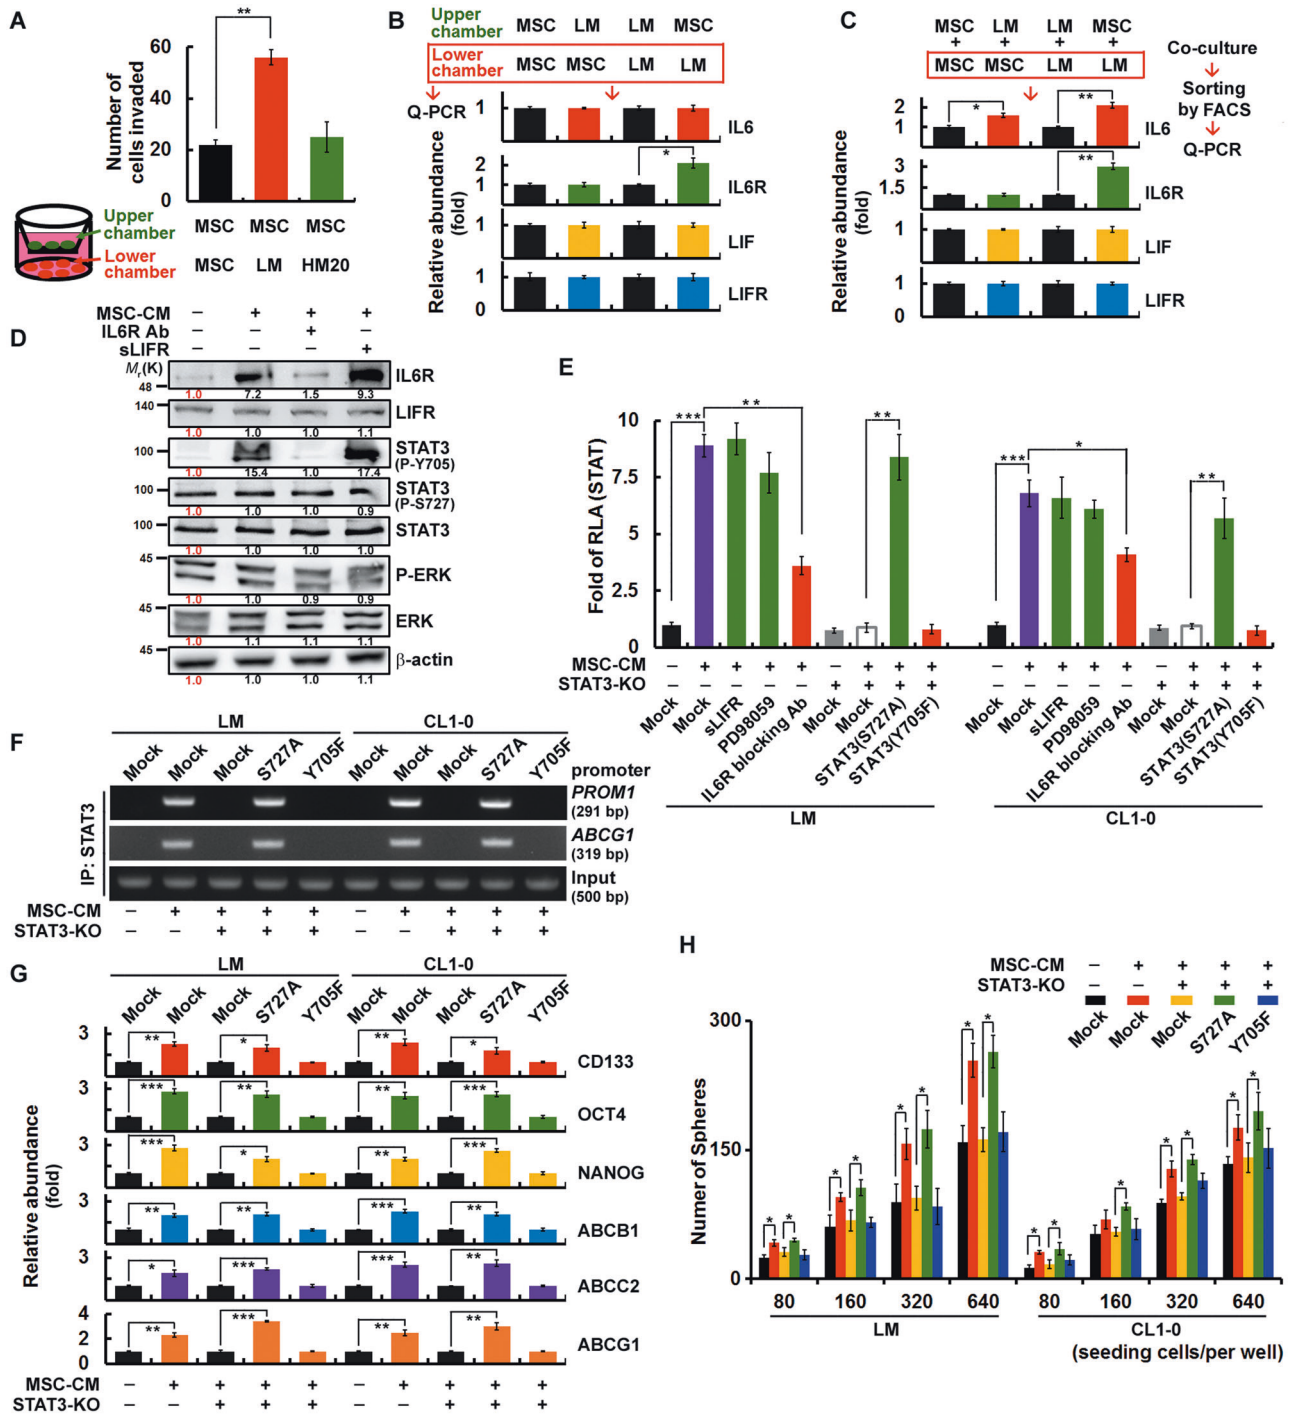 A
**
60
40
20
0
Number of
cells invaded
MSC MSC MSC
MSC LM HM20
Upper
chamber
Lower
chamber
B
Upper
chamber
MSC LM LM MSC
Lower
chamber
MSC MSC LM LM
Q-PCR
Relative abundance
(fold)
1
IL6
2
1
*
IL6R
1
LIF
1
0
LIFR
C
MSC LM LM MSC
+ + + +
MSC MSC LM LM
Co-culture
Sorting
by FACS
Q-PCR
Relative abundance
(fold)
2
1
* **
IL6
3
1.5
**
IL6R
1
LIF
1
0
LIFR
D
– + + + MSC-CM
– – + – IL6R Ab
– – – + sLIFR
Mr(K)
48
IL6R
1.0 7.2 1.5 9.3
140
LIFR
1.0 1.0 1.0 1.1
100
STAT3
(P-Y705)
1.0 15.4 1.0 17.4
100
STAT3
(P-S727)
1.0 1.0 1.0 0.9
100
STAT3
1.0 1.0 1.0 1.0
45
P-ERK
1.0 1.0 0.9 0.9
45
ERK
1.0 1.1 1.1 1.1
45
β-actin
1.0 1.0 1.0 1.1
E
Fold of RLA (STAT)
10
7.5
5
2.5
0
*** ** ** *** * **
MSC-CM – + + + + – + + + – + + + + – + + +
STAT3-KO – – – – – + + + + – – – – – + + + +
Mock Mock sLIFR PD98059 IL6R blocking Ab Mock Mock STAT3(S727A) STAT3(Y705F)
Mock Mock sLIFR PD98059 IL6R blocking Ab Mock Mock STAT3(S727A) STAT3(Y705F)
LM CL1-0
F
LM CL1-0
Mock Mock Mock S727A Y705F Mock Mock Mock S727A Y705F
promoter
IP: STAT3
PROM1
(291 bp)
ABCG1
(319 bp)
Input
(500 bp)
MSC-CM – + + + + – + + + +
STAT3-KO – – + + + – – + + +
G
LM CL1-0
Mock Mock Mock S727A Y705F Mock Mock Mock S727A Y705F
Relative abundance
(fold)
3
** * ** *
CD133
3
*** ** ** ***
OCT4
3
*** * ** ***
NANOG
3
** ** *** **
ABCB1
3
* *** *** **
ABCC2
4
2
0
** *** ** **
ABCG1
MSC-CM – + + + + – + + + +
STAT3-KO – – + + + – – + + +
H
MSC-CM – + + + +
STAT3-KO – – + + +
Mock Mock Mock S727A Y705F
Numer of Spheres
300
150
0
* * * * * * * * * * * * * * *
80 160 320 640 80 160 320 640
LM CL1-0
(seeding cells/per well)